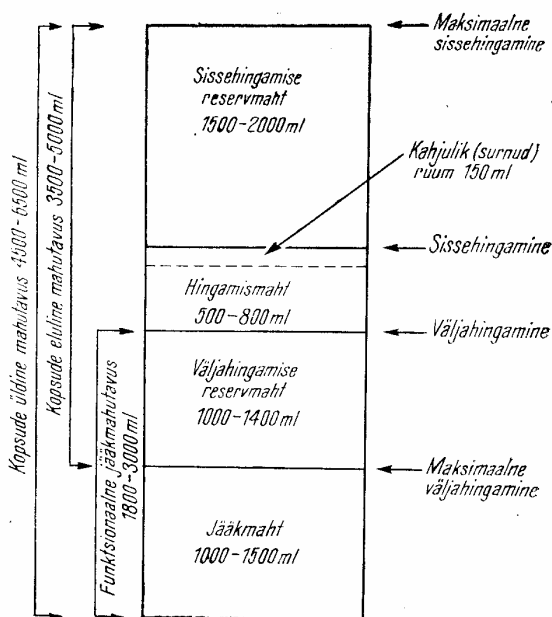 Maksimaalne
sissehingamine
Sissehingamise
reservmaht
1500-2000 ml
Kahjulik (surnud)
ruum 150 ml
Sissehingamine
Hingamismaht
500-800 ml
Väljahingamine
Väljahingamise
reservmaht
1000-1400 ml
Maksimaalne
väljahingamine
Jääkmaht
1000-1500 ml
Kopsude üldine mahutavus 4500-6500 ml
Kopsude eluline mahutavus 3500-5000 ml
Funktsionaalne jääkmahutavus
1800-3000 ml